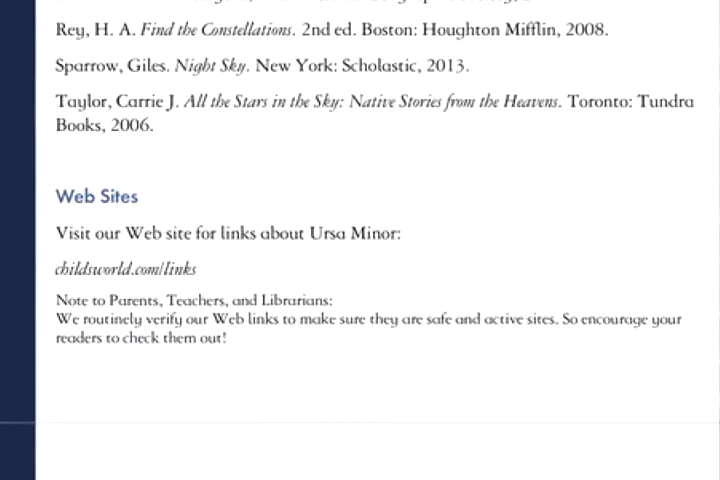 Rey, H. A. Find the Constellations. 2nd ed. Boston: Houghton Mifflin, 2008.
Sparrow, Giles. Night Sky. New York: Scholastic, 2013.
Taylor, Carrie J. All the Stars in the Sky: Native Stories from the Heavens. Toronto: Tundra
Books, 2006.
Web Sites
Visit our Web site for links about Ursa Minor:
childsworld.com/links
Note to Parents, Teachers, and Librarians:
We routinely verify our Web links to make sure they are safe and active sites. So encourage your
readers to check them out!